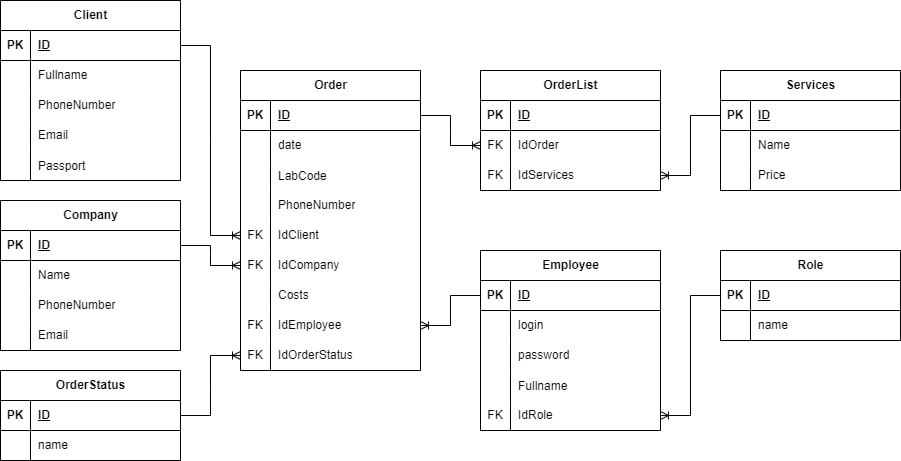 Client
PK ID
Fullname
PhoneNumber
Email
Passport
Company
PK ID
Name
PhoneNumber
Email
OrderStatus
PK ID
name
Order
PK ID
date
LabCode
PhoneNumber
FK IdClient
FK IdCompany
Costs
FK IdEmployee
FK IdOrderStatus
OrderList
PK ID
FK IdOrder
FK IdServices
Services
PK ID
Name
Price
Employee
PK ID
login
password
Fullname
FK IdRole
Role
PK ID
name